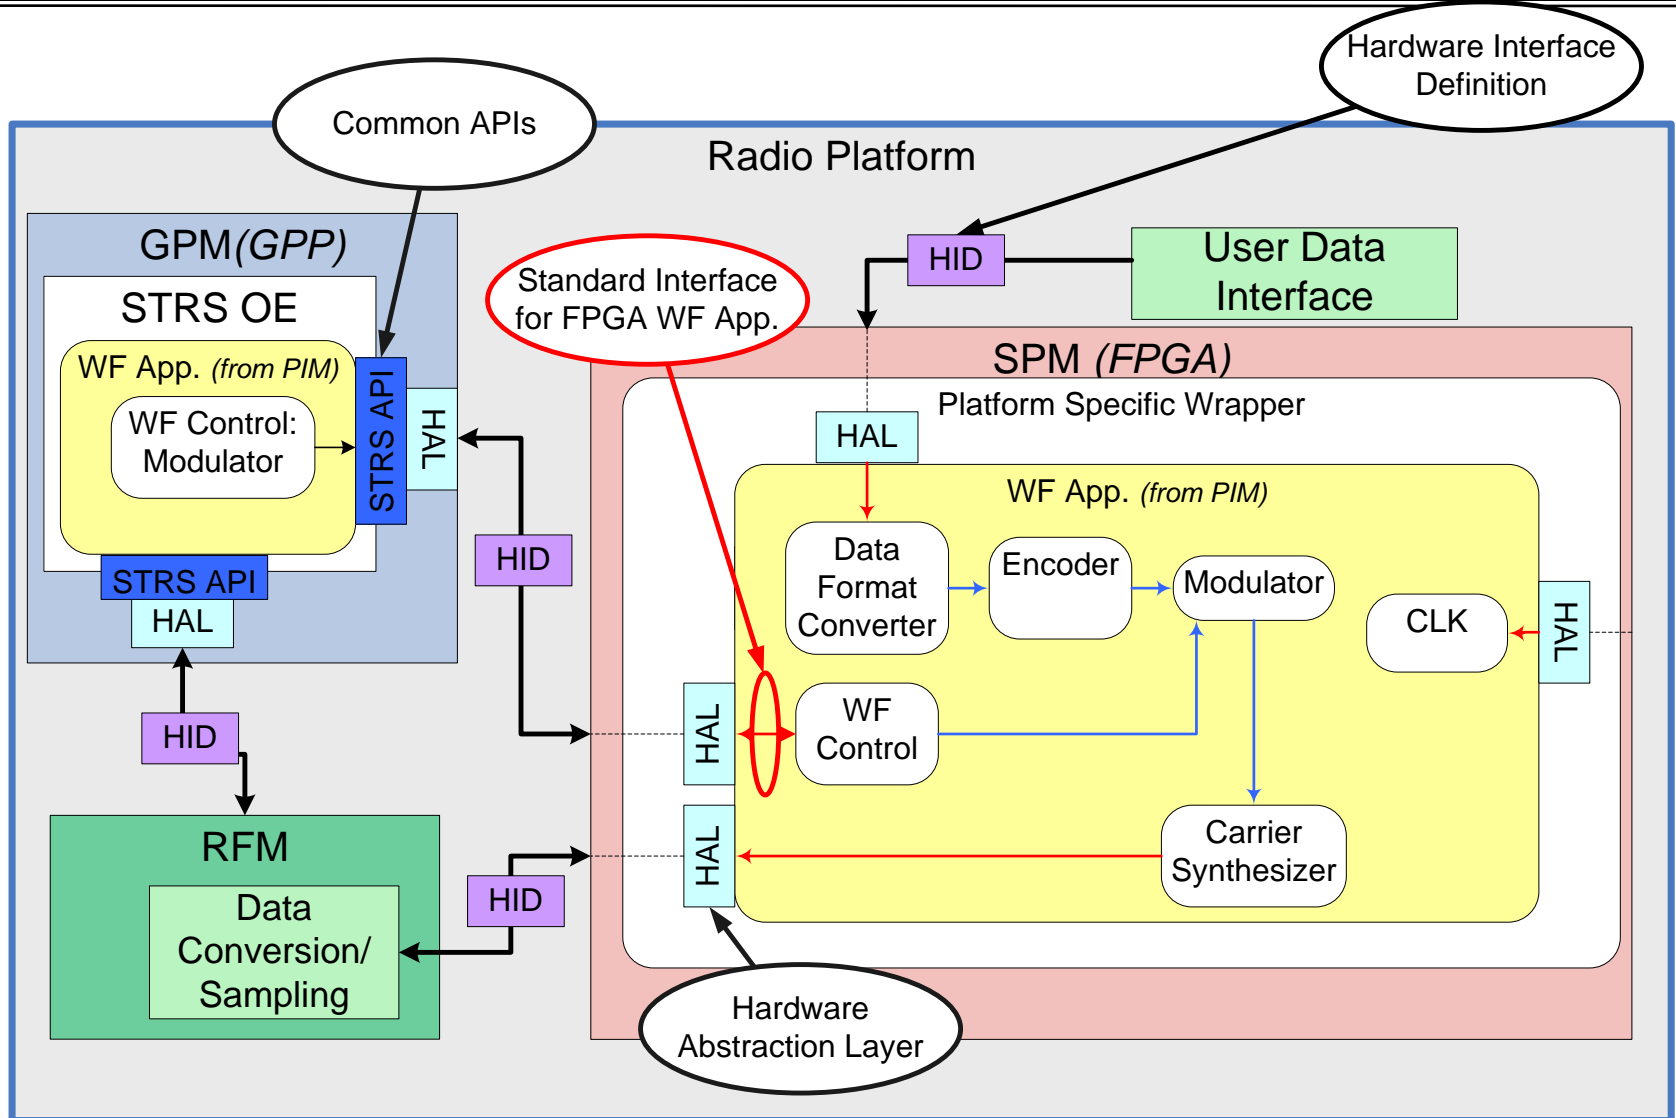 Hardware Interface
Definition
Common APIs
Radio Platform
GPM(GPP)
STRS OE
WF App. (from PIM)
WF Control:
Modulator
STRS API
HAL
STRS API
HAL
HID
HID
RFM
Data
Conversion/
Sampling
HID
Standard Interface
for FPGA WF App.
HID
User Data
Interface
SPM (FPGA)
Platform Specific Wrapper
HAL
WF App. (from PIM)
Data
Format
Converter
Encoder
Modulator
CLK
HAL
HAL
WF
Control
HAL
Carrier
Synthesizer
Hardware
Abstraction Layer